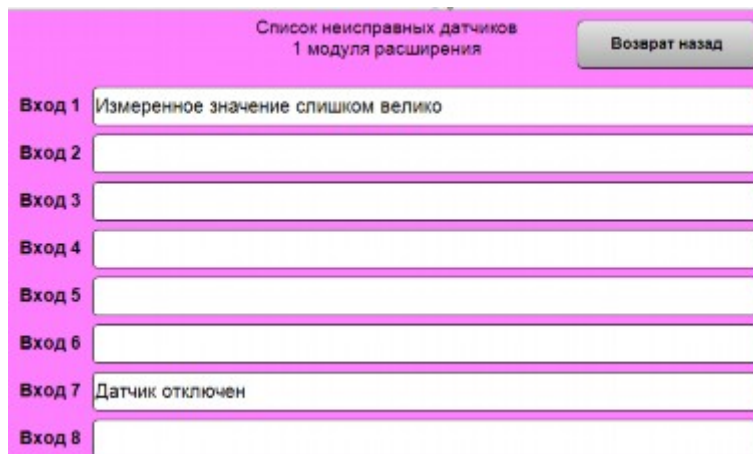 Список неисправных датчиков
1 модуля расширения
Возврат назад
Вход 1 Измеренное значение слишком велико
Вход 2
Вход 3
Вход 4
Вход 5
Вход 6
Вход 7 Датчик отключен
Вход 8